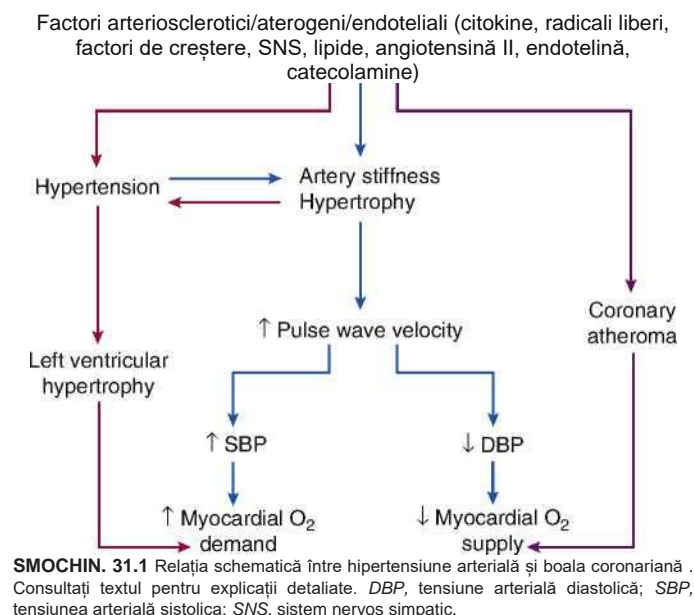 Factori arteriosclerotici/aterogeni/endoteliali (citokine, radicali liberi,
factori de creștere, SNS, lipide, angiotensină II, endotelină,
catecolamine)
Hypertension
Artery stiffness
Hypertrophy
↑ Pulse wave velocity
Coronary
atheroma
Left ventricular
hypertrophy
↑ SBP
↓ DBP
↑ Myocardial O2
demand
↓ Myocardial O2
supply
SMOCHIN. 31.1 Relația schematică între hipertensiune arterială și boala coronariană .
Consultați textul pentru explicații detaliate. DBP, tensiune arterială diastolică; SBP,
tensiunea arterială sistolica; SNS, sistem nervos simpatic.